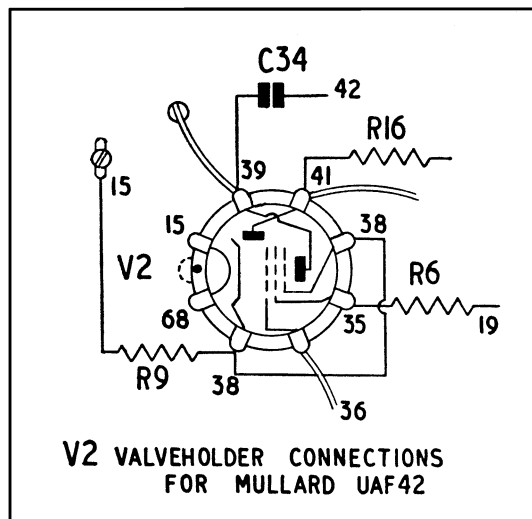 C34
42
R16
39
41
15
15
38
V2
R6
68
35
19
R9
38
36
V2 VALVEHOLDER CONNECTIONS
FOR MULLARD UAF42